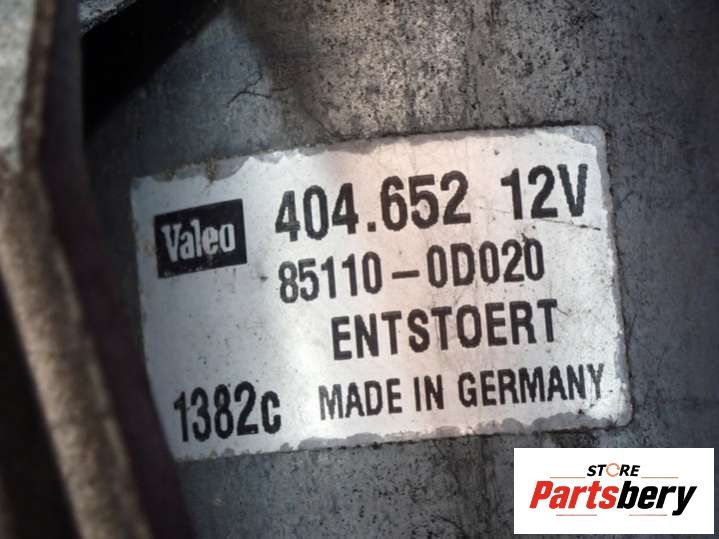 Valeo
404.652 12V
85110-0D020
ENTSTOERT
1382c MADE IN GERMANY
STORE
Partsbery